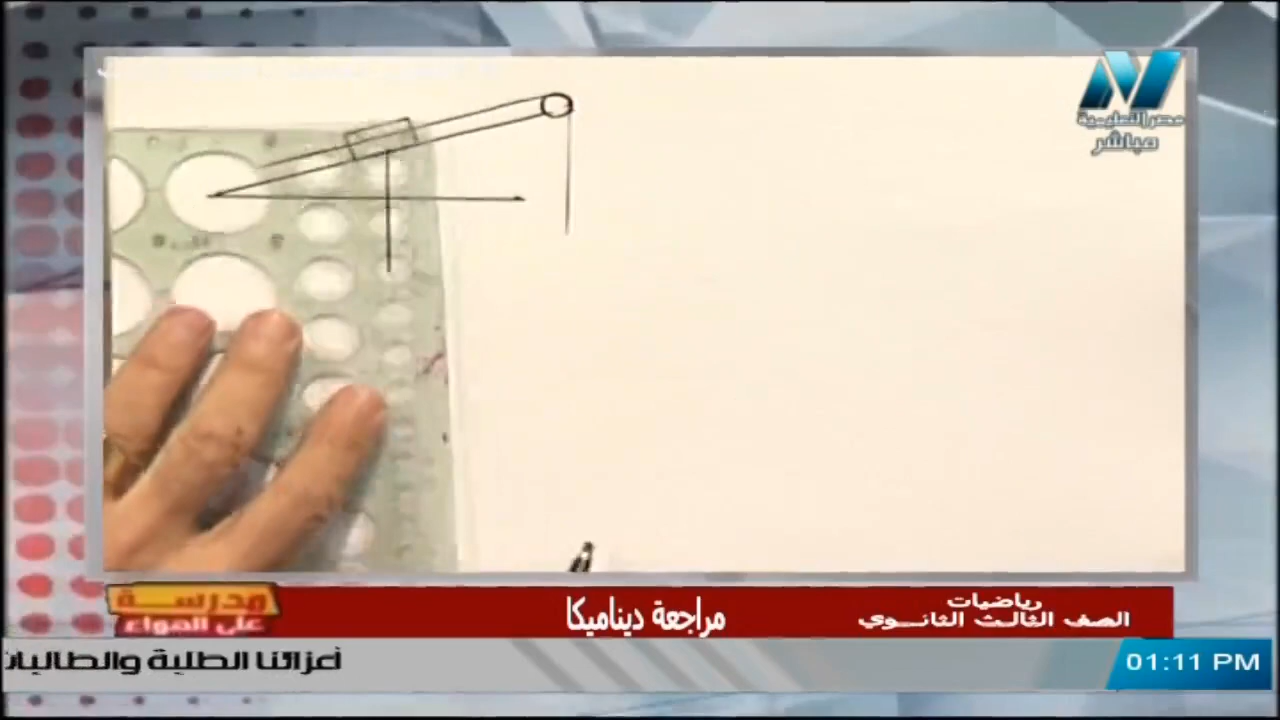 مصر التعليمية
مباشر
مدرسة
على الهواء
رياضيات
الصف الثالث الثانوي
مراجعة ديناميكا
أعزائنا الطلبة والطالبات
01:11 PM